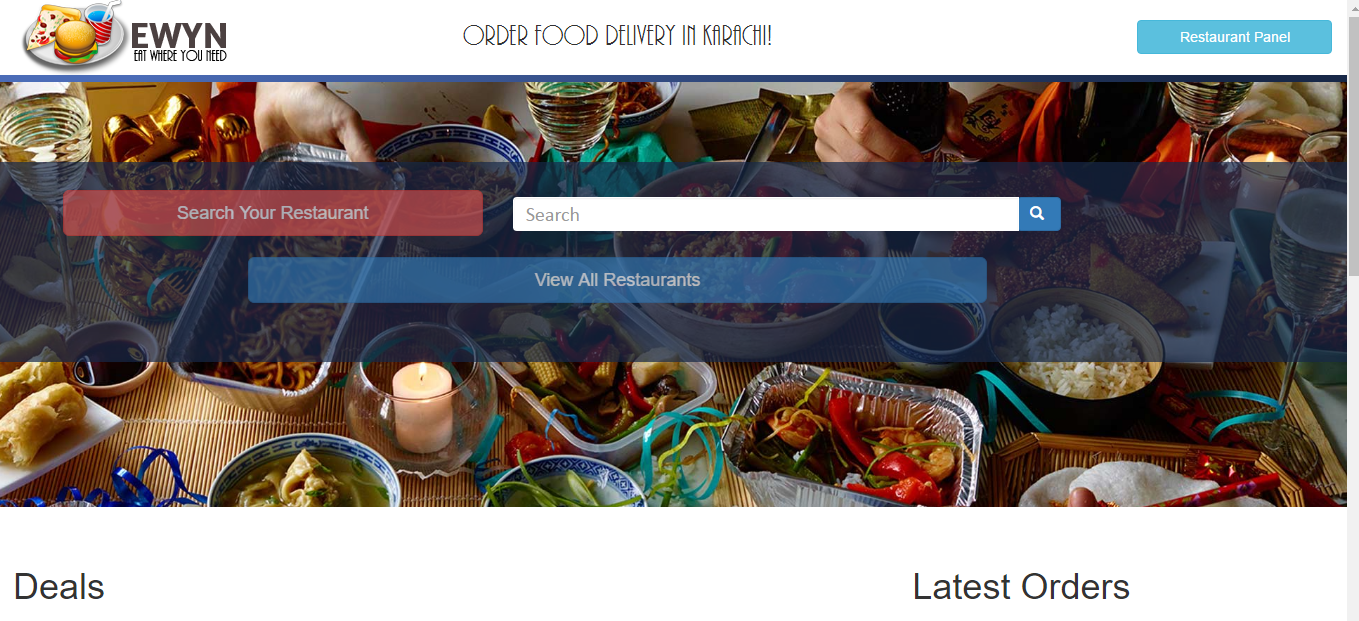 EWYN
EAT WHERE YOU NEED
ORDER FOOD DELIVERY IN KARACHI!
Restaurant Panel
Search Your Restaurant
Search
View All Restaurants
Deals
Latest Orders